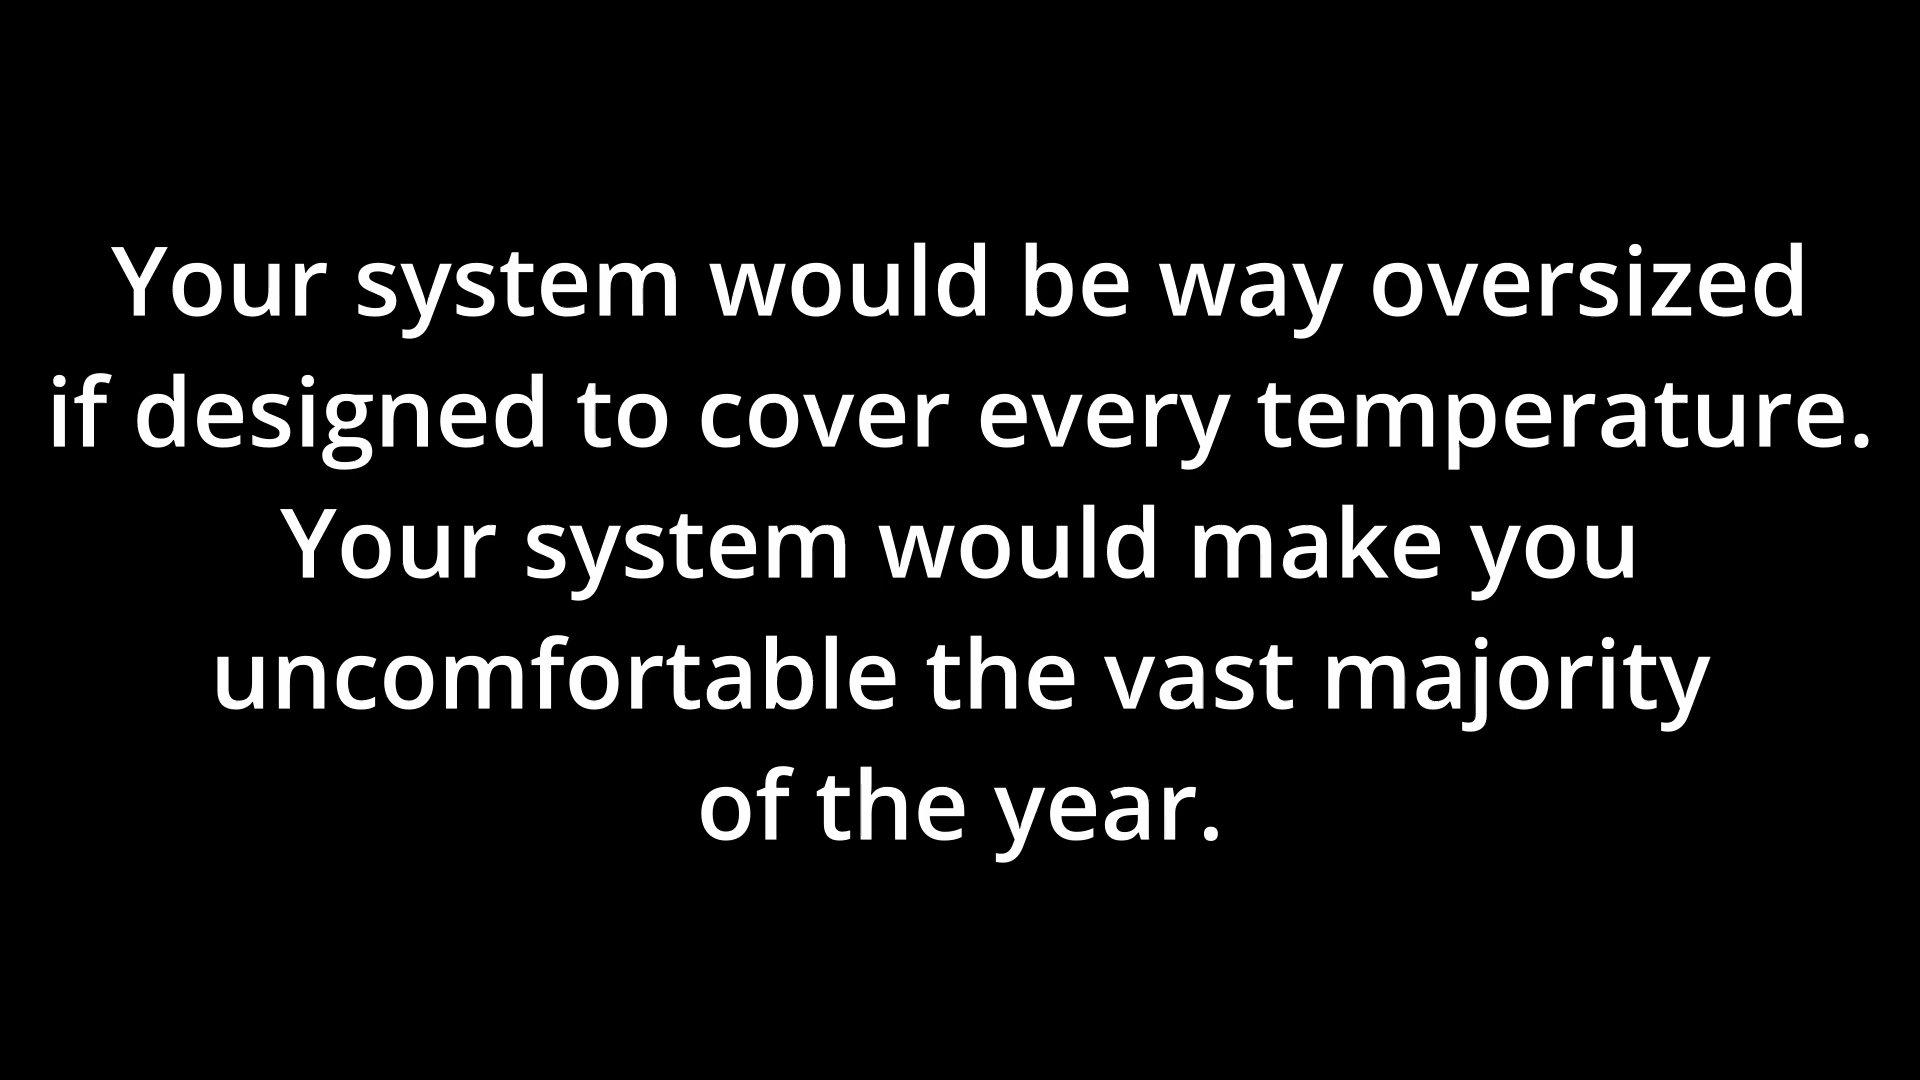 Your system would be way oversized
if designed to cover every temperature.
Your system would make you
uncomfortable the vast majority
of the year.